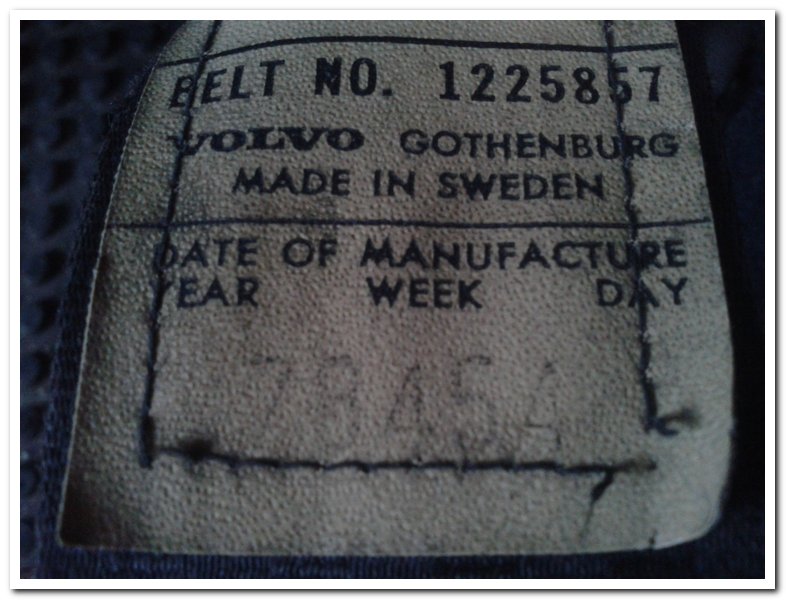 BELT NO. 1225857
VOLVO GOTHENBURG
MADE IN SWEDEN
DATE OF MANUFACTURE
YEAR WEEK DAY